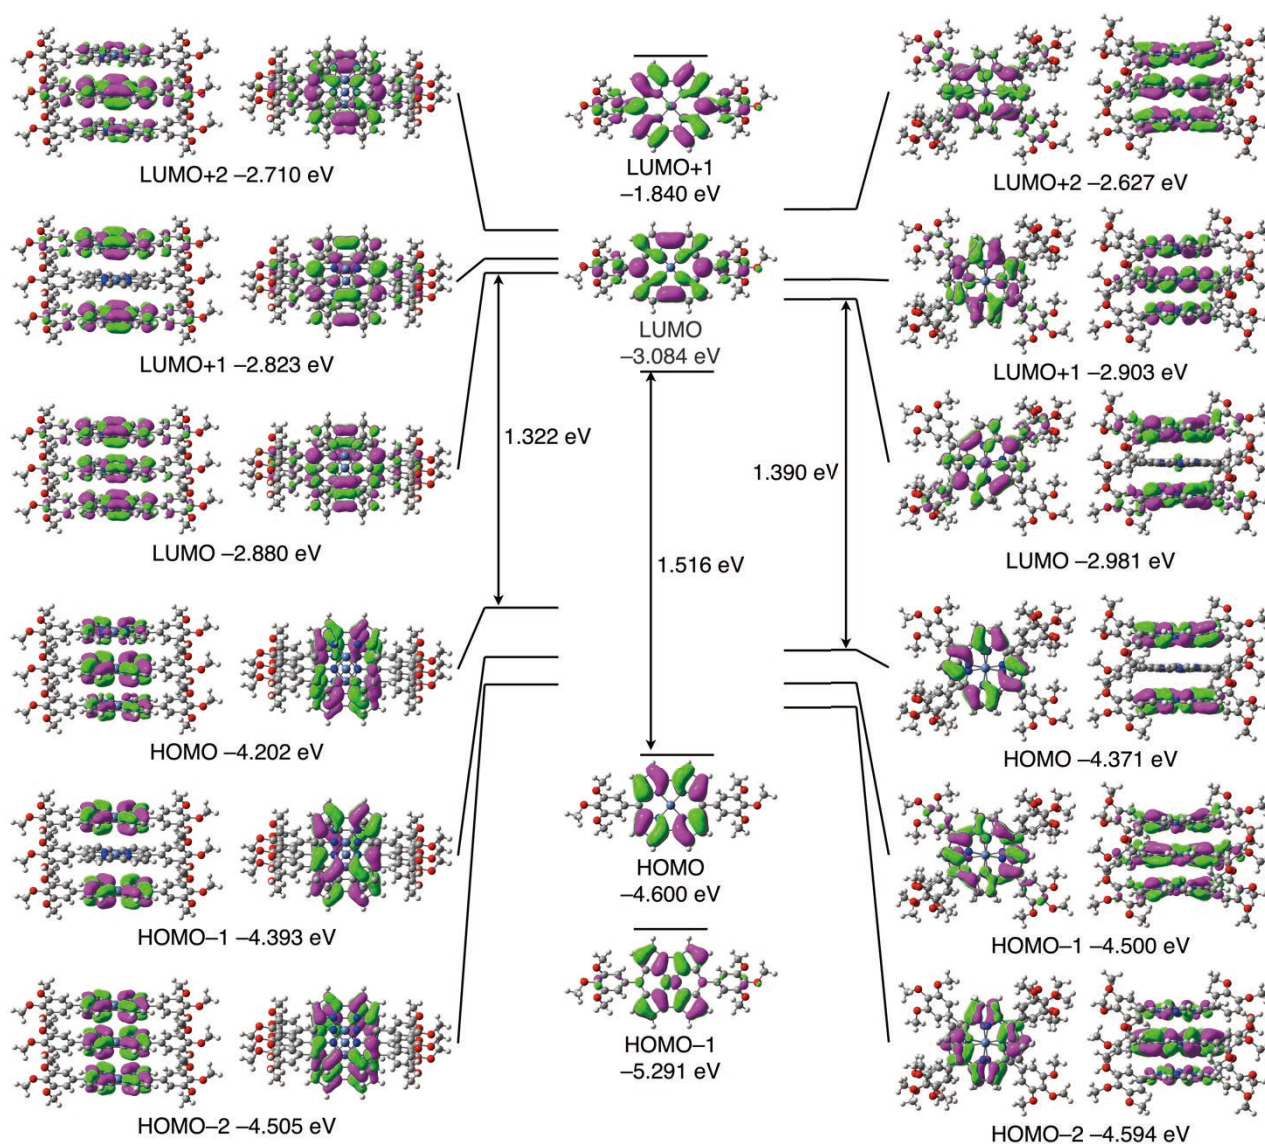 LUMO+2 –2.710 eV
LUMO+1 –2.823 eV
LUMO –2.880 eV
HOMO –4.202 eV
HOMO–1 –4.393 eV
HOMO–2 –4.505 eV
1.322 eV
LUMO+1
–1.840 eV
LUMO
–3.084 eV
1.516 eV
HOMO
–4.600 eV
HOMO–1
–5.291 eV
1.390 eV
LUMO+2 –2.627 eV
LUMO+1 –2.903 eV
LUMO –2.981 eV
HOMO –4.371 eV
HOMO–1 –4.500 eV
HOMO–2 –4.594 eV